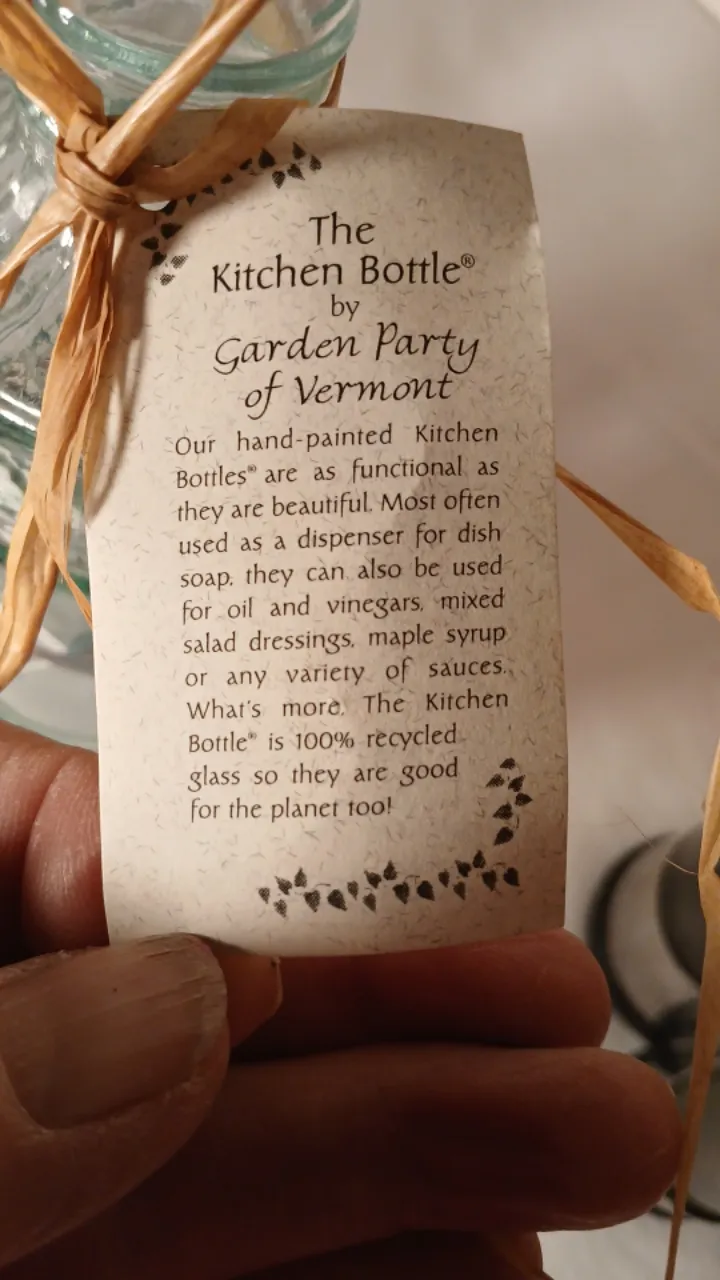 The
Kitchen Bottle®
by
Garden Party
of Vermont
Our hand-painted Kitchen
Bottles® are as functional as
they are beautiful. Most often
used as a dispenser for dish
soap, they can also be used
for oil and vinegars, mixed
salad dressings, maple syrup
or any variety of sauces.
What's more, The Kitchen
Bottle® is 100% recycled
glass so they are good
for the planet too!